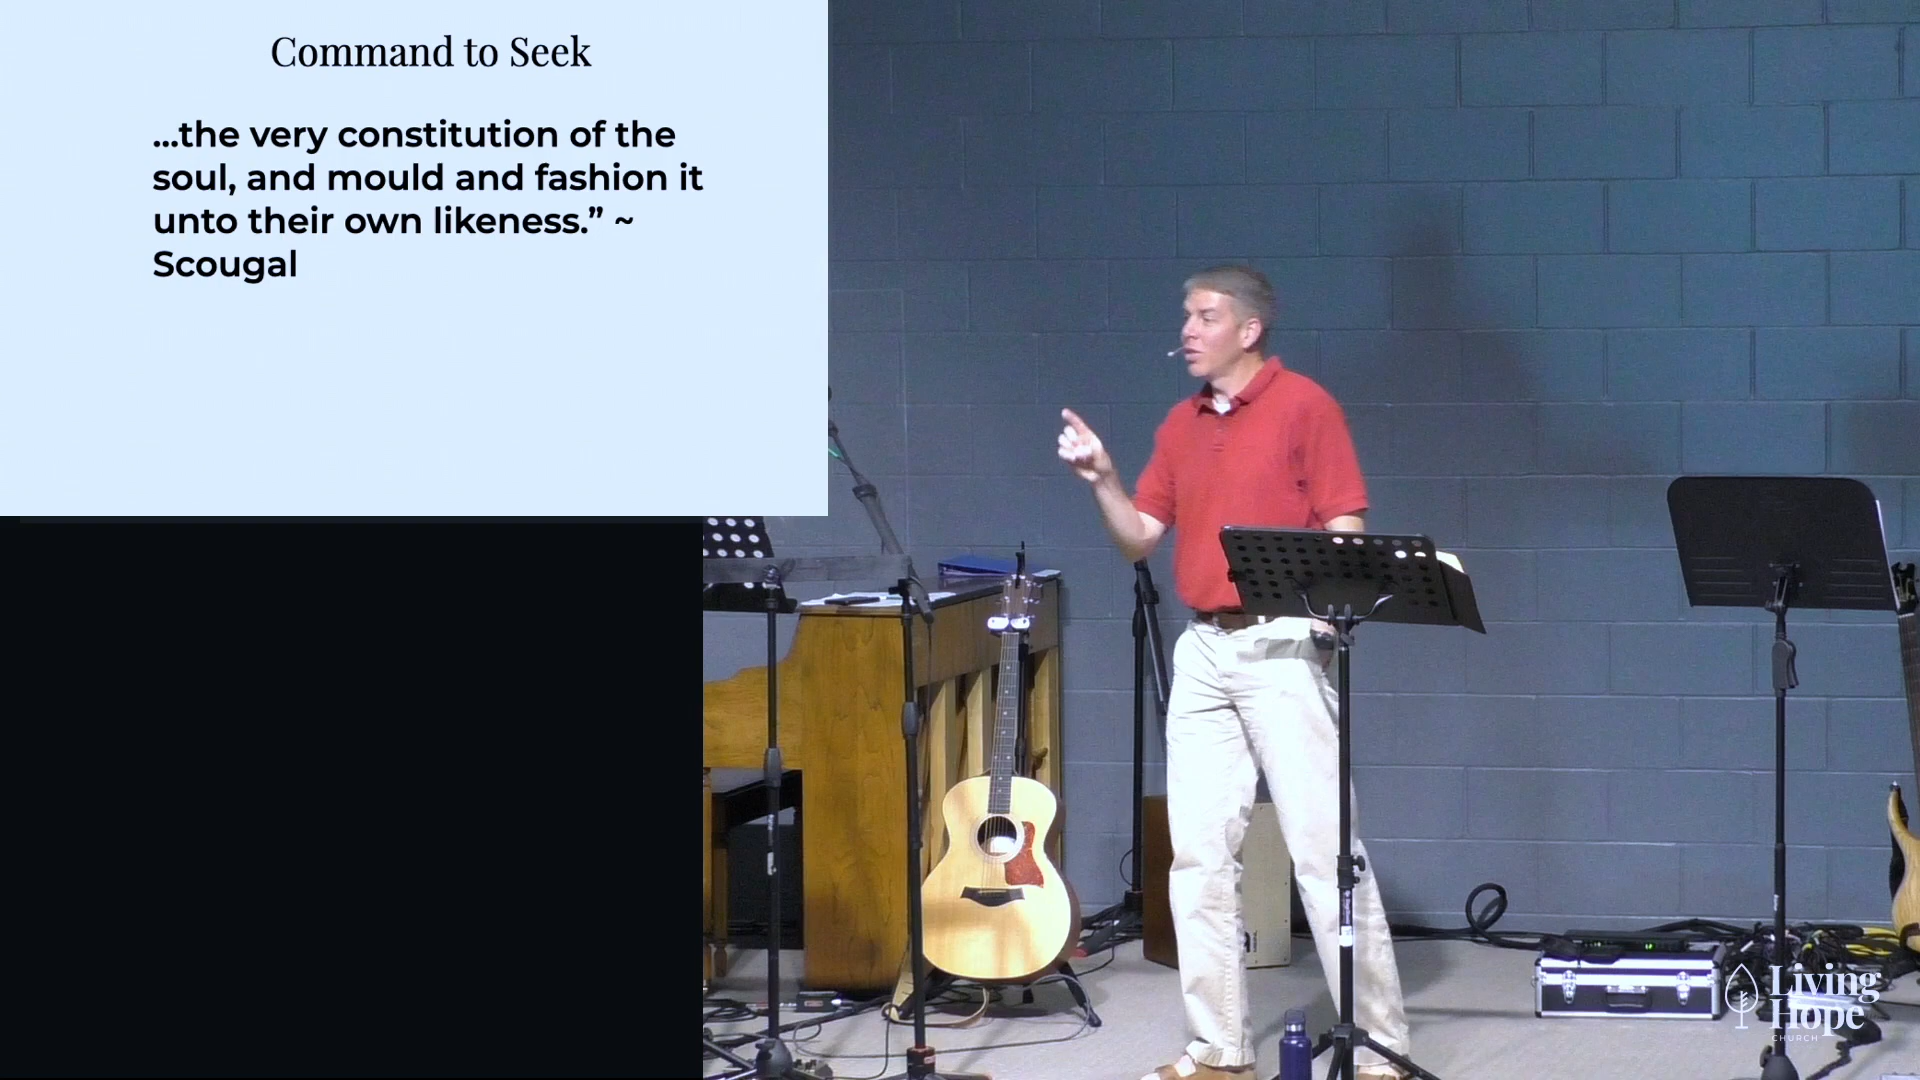 Command to Seek
...the very constitution of the
soul, and mould and fashion it
unto their own likeness.” ~
Scougal
Living
Hope
CHURCH